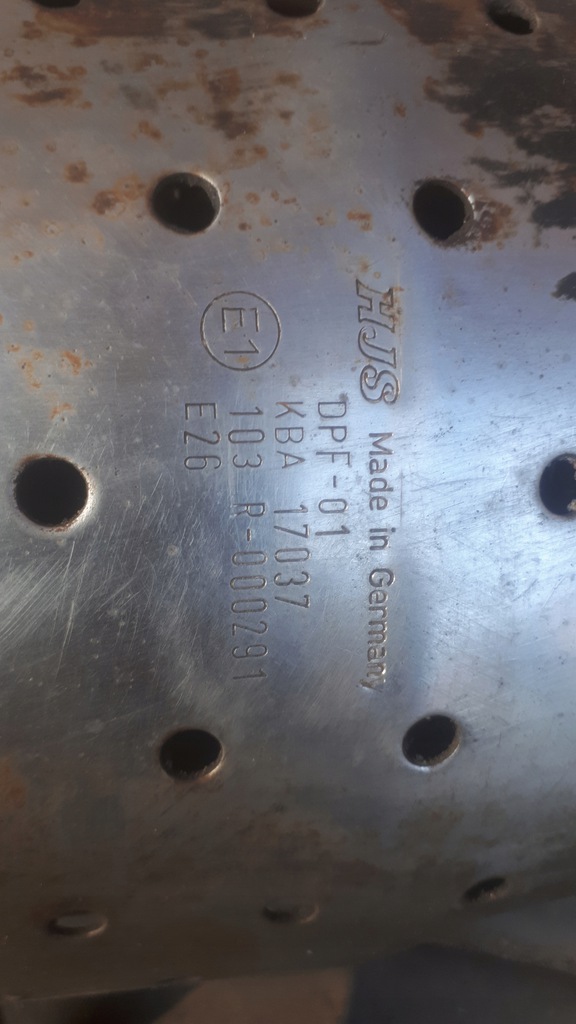 HJS Made in Germany
DPF-01
KBA 17037
E1 103 R-000291
E26